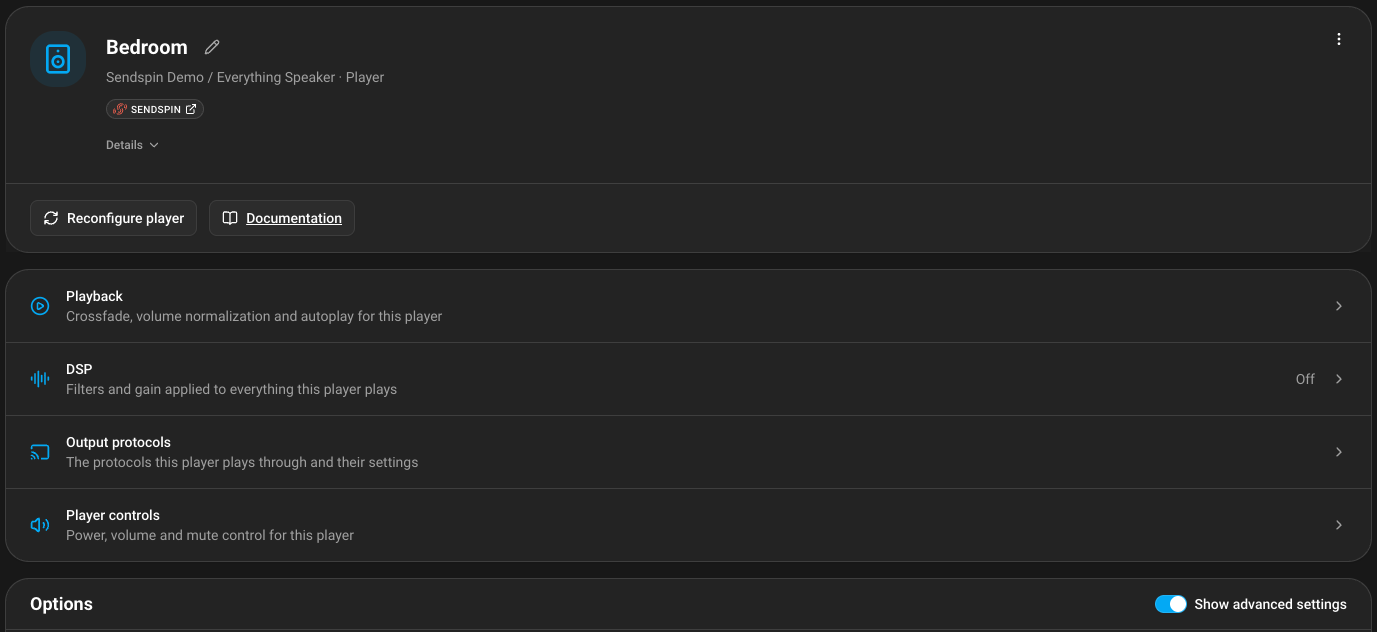 Bedroom
Sendspin Demo / Everything Speaker · Player
SENDSPIN
Details
Reconfigure player
Documentation
Playback
Crossfade, volume normalization and autoplay for this player
DSP
Filters and gain applied to everything this player plays
Off
Output protocols
The protocols this player plays through and their settings
Player controls
Power, volume and mute control for this player
Options
Show advanced settings